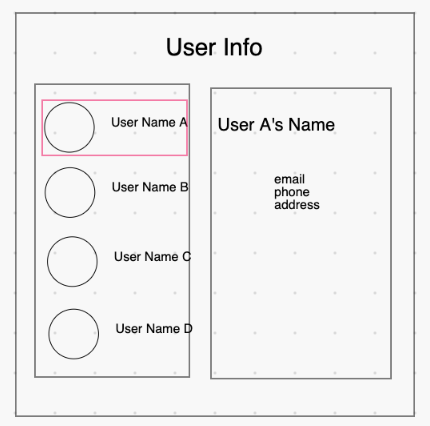 User Info
User Name A
User Name B
User Name C
User Name D
User A's Name
email
phone
address